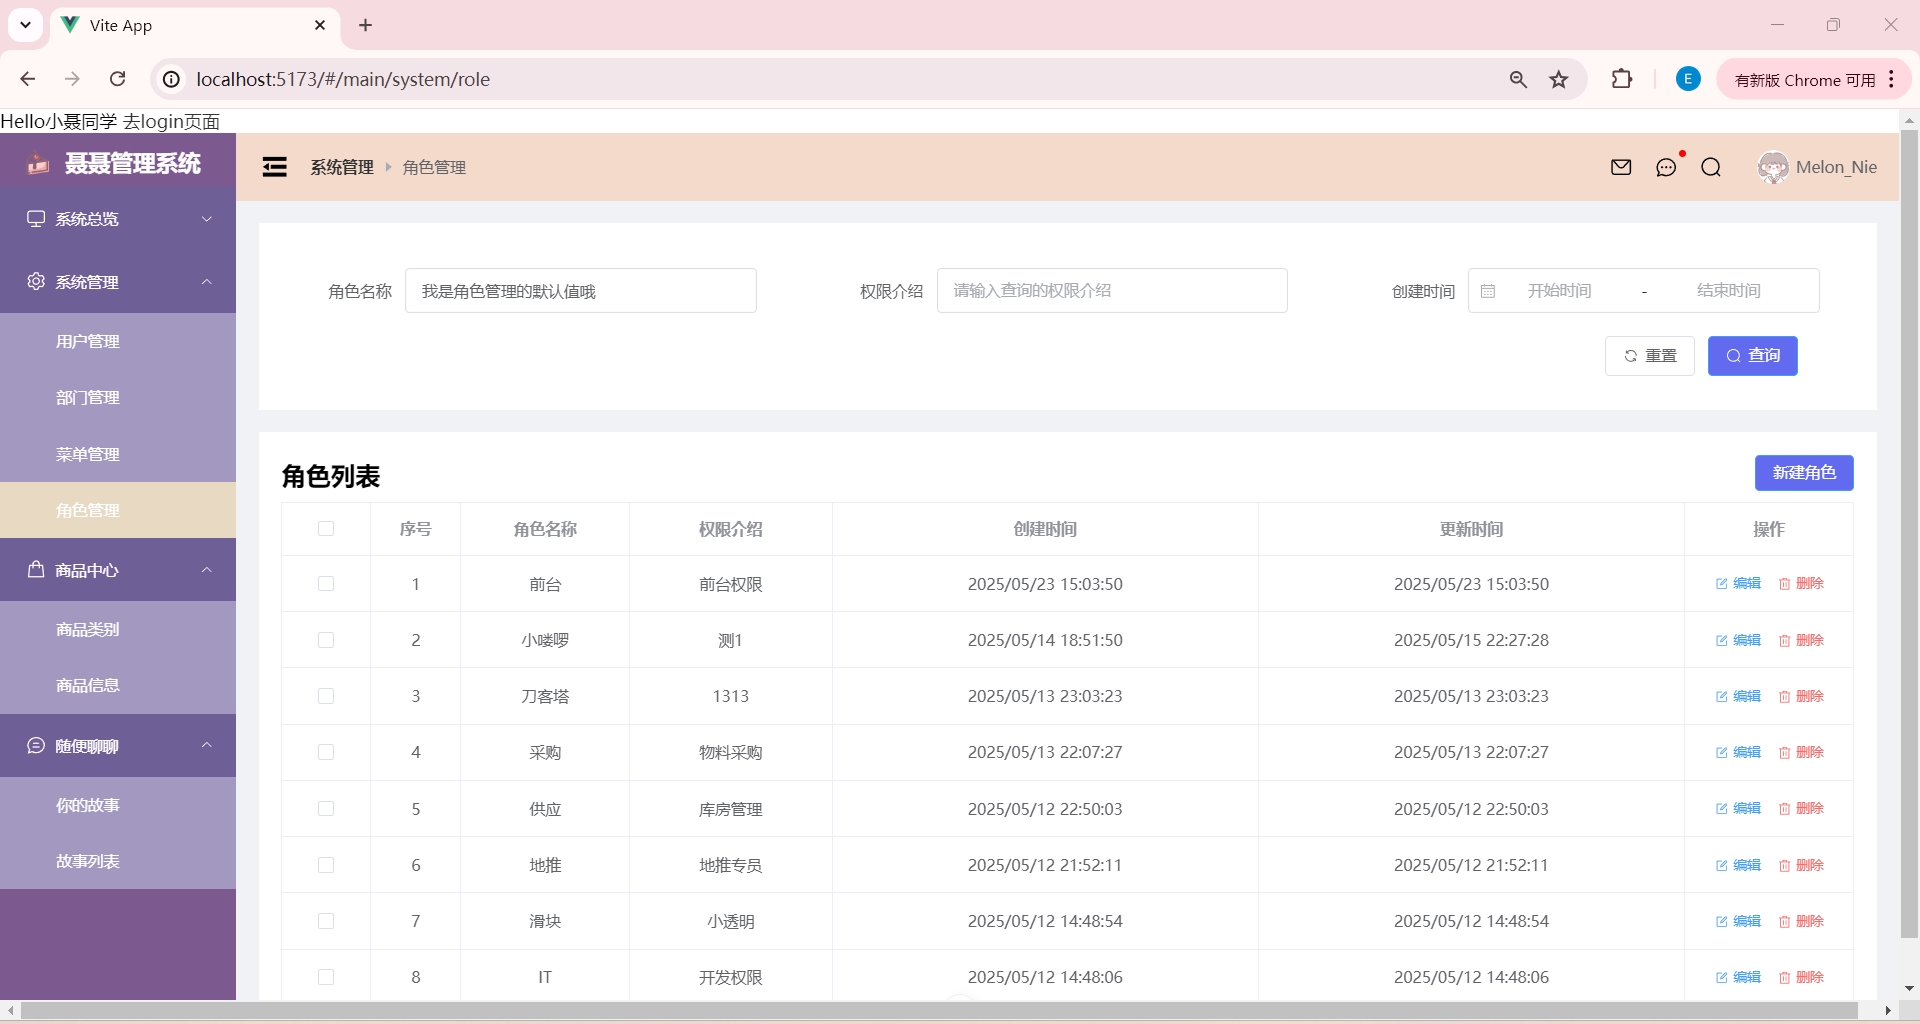 Vite App
localhost:5173/#/main/system/role
E
有新版 Chrome 可用
Hello小聂同学 去login页面
聂聂管理系统
系统管理 角色管理
Melon_Nie
系统总览
系统管理
用户管理
部门管理
菜单管理
角色管理
商品中心
商品类别
商品信息
随便聊聊
你的故事
故事列表
角色名称 我是角色管理的默认值哦 权限介绍 请输入查询的权限介绍 创建时间 开始时间 - 结束时间
重置 查询
角色列表 新建角色
序号 角色名称 权限介绍 创建时间 更新时间 操作
1 前台 前台权限 2025/05/23 15:03:50 2025/05/23 15:03:50 编辑 删除
2 小喽啰 测1 2025/05/14 18:51:50 2025/05/15 22:27:28 编辑 删除
3 刀客塔 1313 2025/05/13 23:03:23 2025/05/13 23:03:23 编辑 删除
4 采购 物料采购 2025/05/13 22:07:27 2025/05/13 22:07:27 编辑 删除
5 供应 库房管理 2025/05/12 22:50:03 2025/05/12 22:50:03 编辑 删除
6 地推 地推专员 2025/05/12 21:52:11 2025/05/12 21:52:11 编辑 删除
7 滑块 小透明 2025/05/12 14:48:54 2025/05/12 14:48:54 编辑 删除
8 IT 开发权限 2025/05/12 14:48:06 2025/05/12 14:48:06 编辑 删除